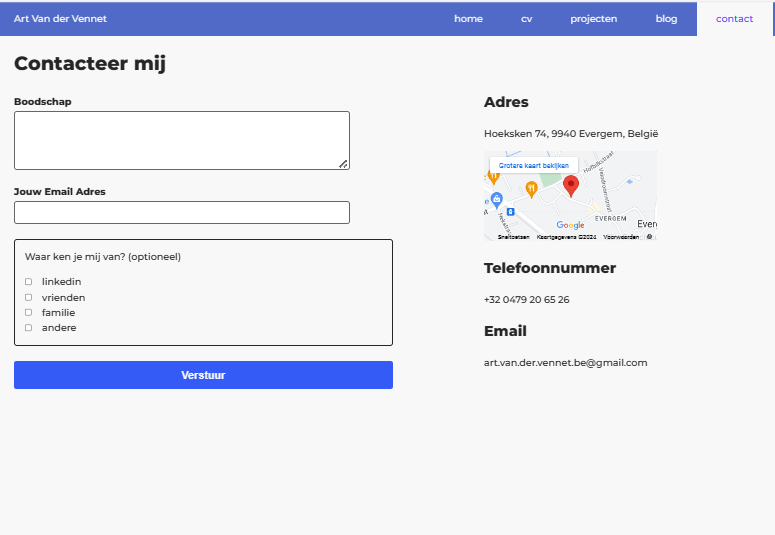 Art Van der Vennet
home
cv
projecten
blog
contact
Contacteer mij
Boodschap
Jouw Email Adres
Waar ken je mij van? (optioneel)
linkedin
vrienden
familie
andere
Verstuur
Adres
Hoeksken 74, 9940 Evergem, België
Grotere kaart bekijken
Hofbilkstraat
EVERGEM
Ever
Google
Sneltoetsen
Kaartgegevens ©2024
Voorwaarden
Telefoonnummer
+32 0479 20 65 26
Email
art.van.der.vennet.be@gmail.com